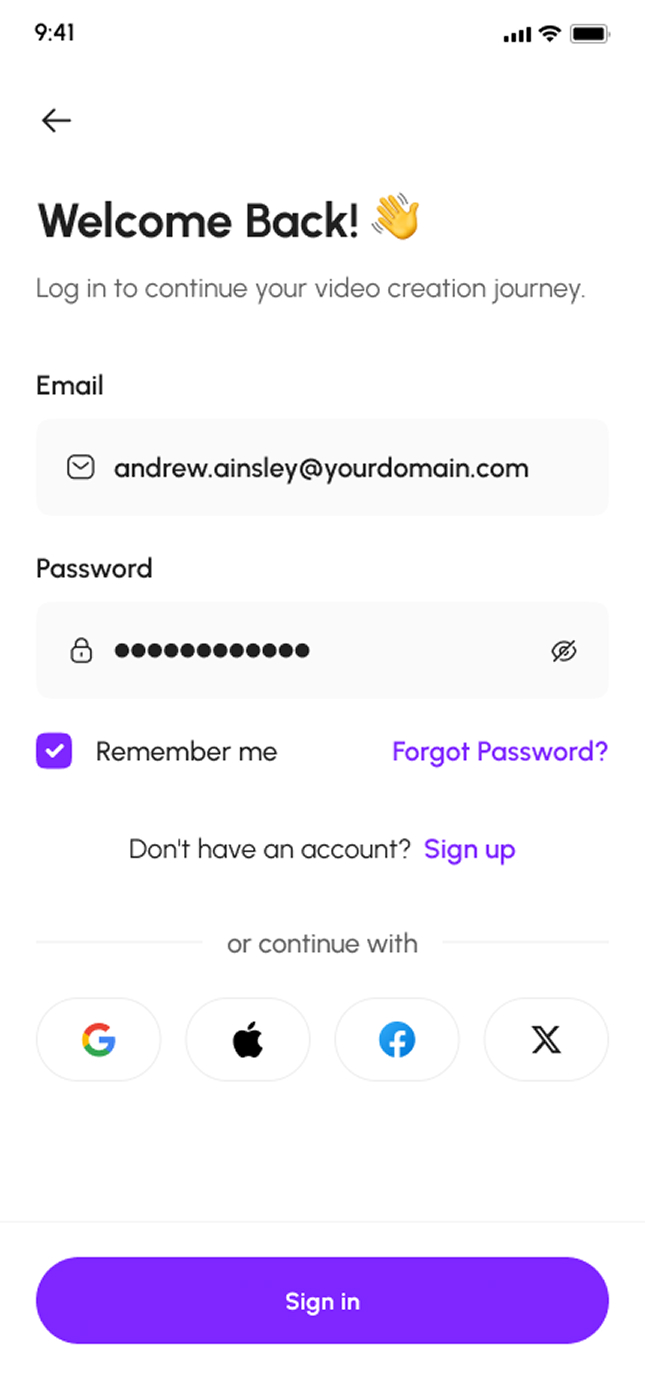 9:41
Welcome Back! 👋
Log in to continue your video creation journey.
Email
andrew.ainsley@yourdomain.com
Password
●●●●●●●●●●●●
Remember me
Forgot Password?
Don't have an account? Sign up
or continue with
Sign in